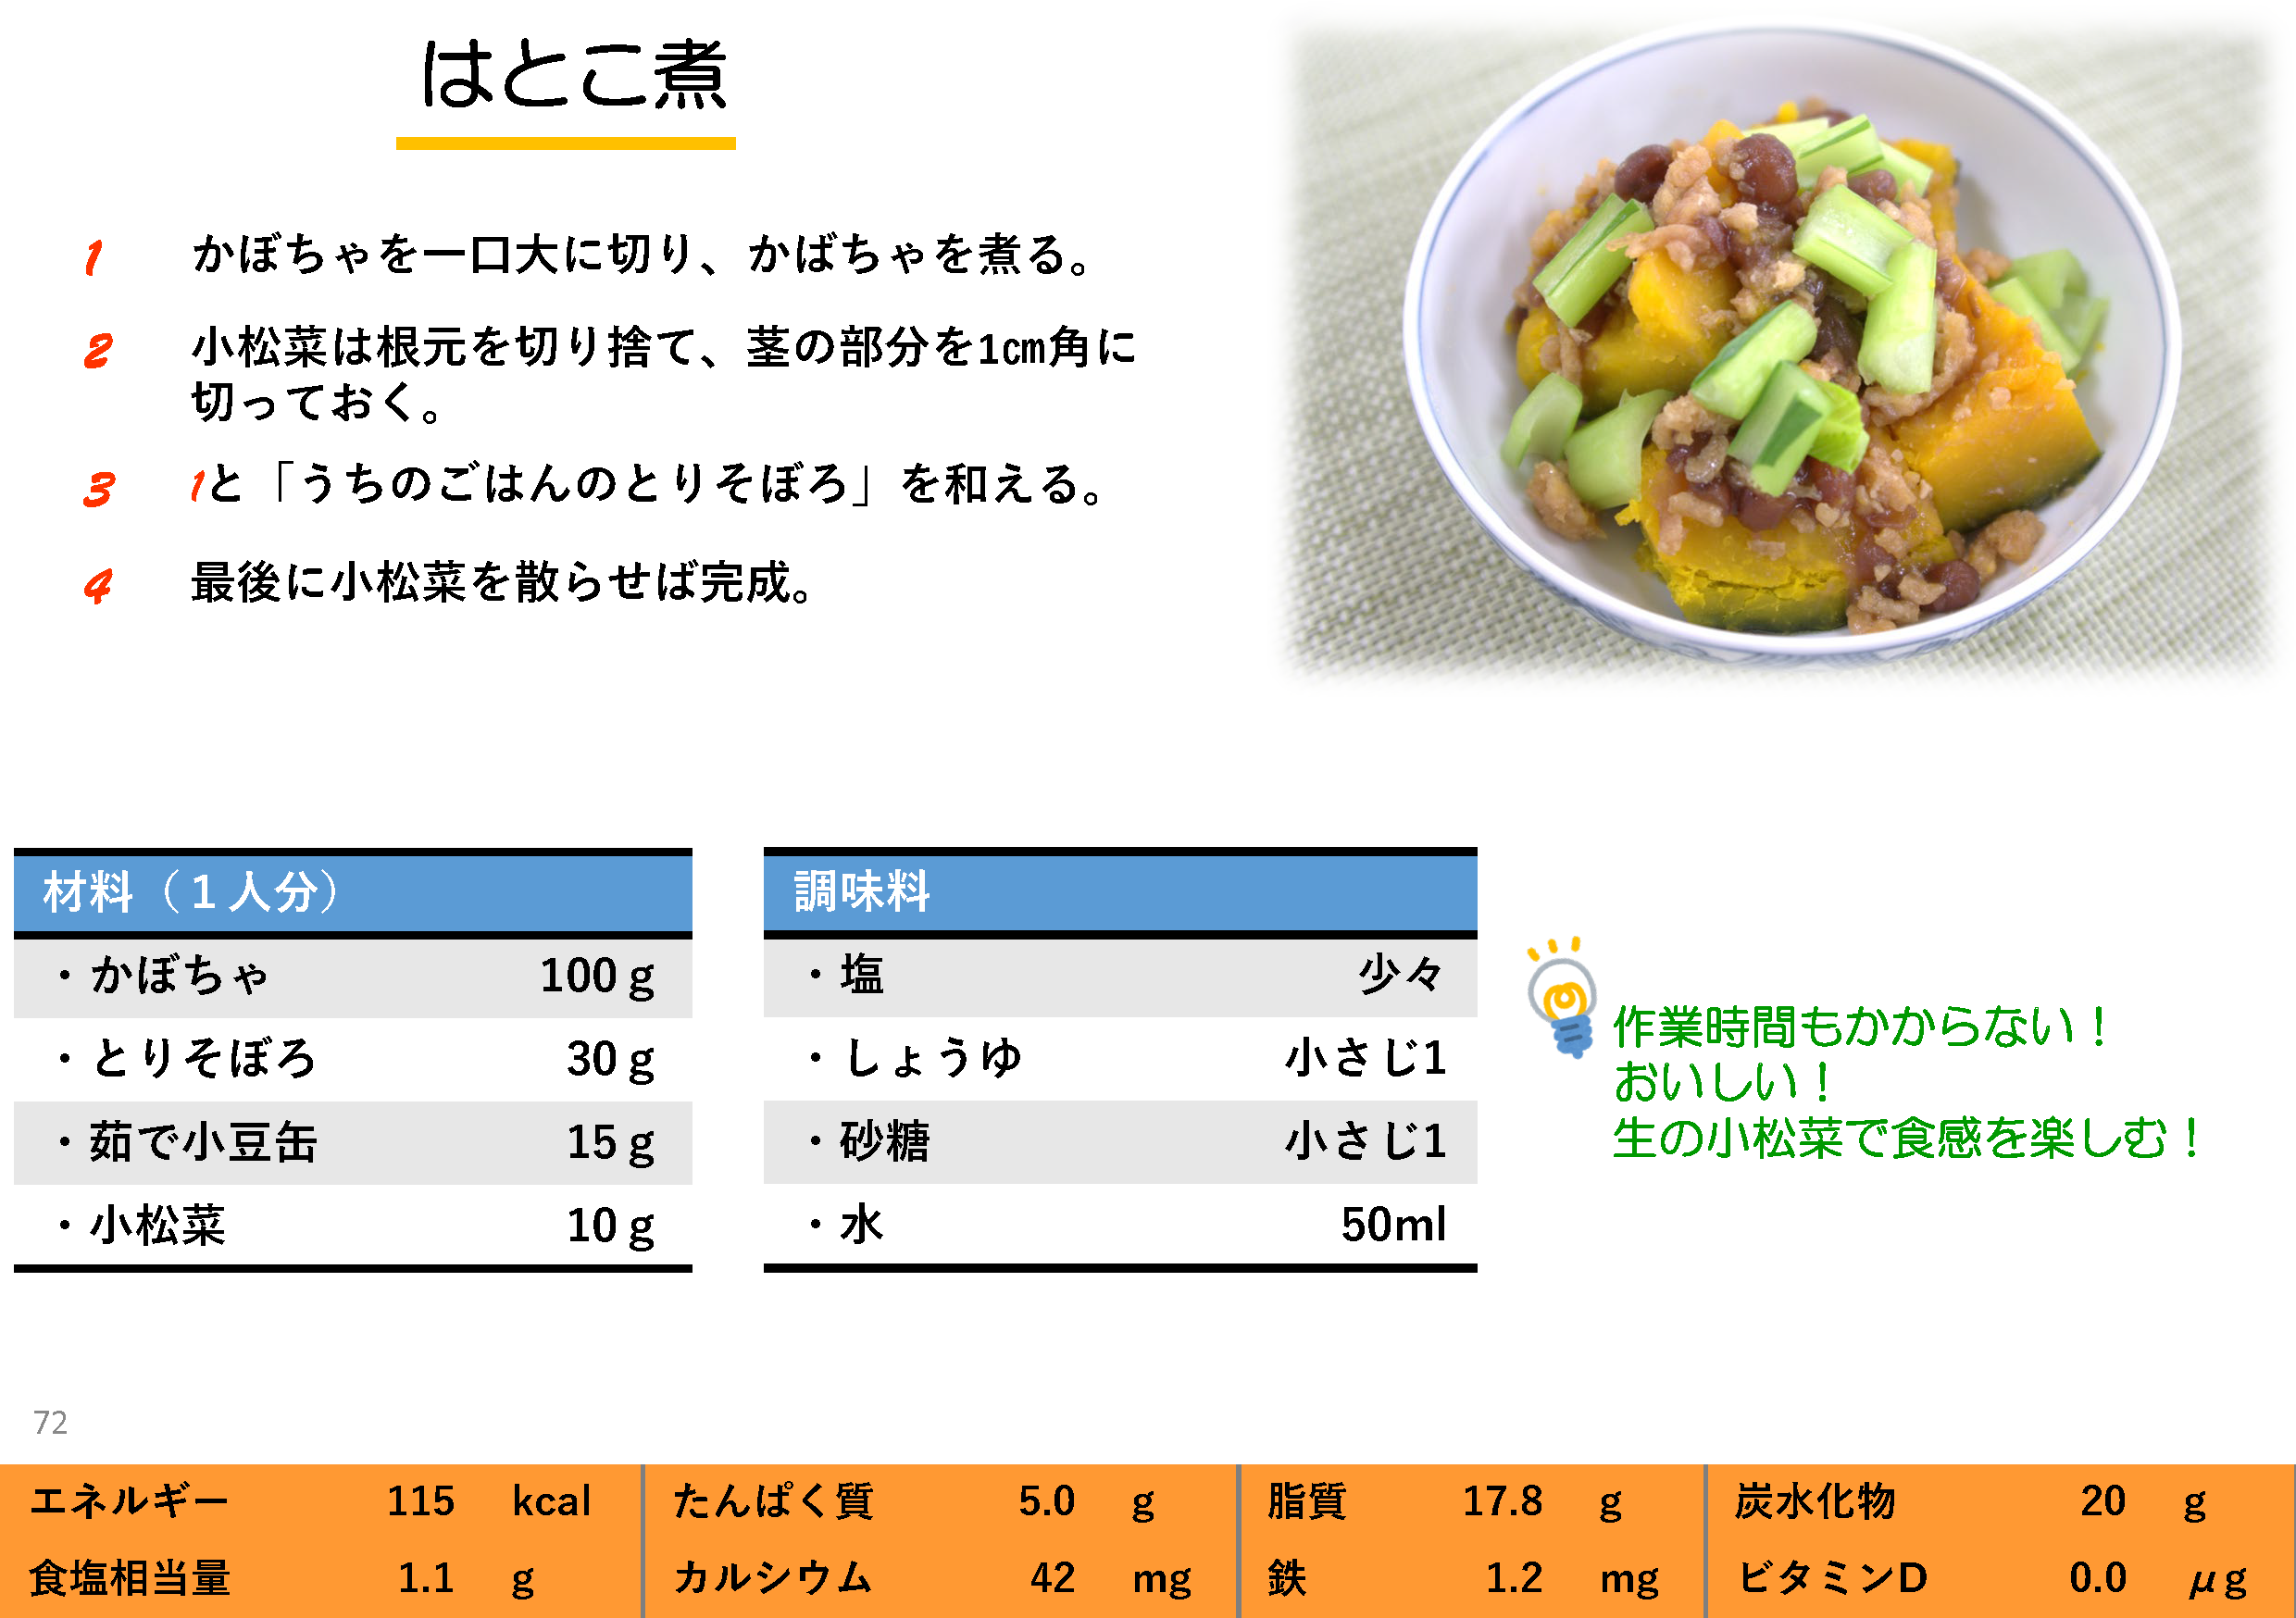 はとこ煮
1 かぼちゃを一口大に切り、かばちゃを煮る。
2 小松菜は根元を切り捨て、茎の部分を1㎝角に
切っておく。
3 1と「うちのごはんのとりそぼろ」を和える。
4 最後に小松菜を散らせば完成。
材料（１人分）
・かぼちゃ 100ｇ
・とりそぼろ 30ｇ
・茹で小豆缶 15ｇ
・小松菜 10ｇ
調味料
・塩 少々
・しょうゆ 小さじ1
・砂糖 小さじ1
・水 50ml
作業時間もかからない！
おいしい！
生の小松菜で食感を楽しむ！
72
エネルギー 115 kcal たんぱく質 5.0 g 脂質 17.8 g 炭水化物 20 g
食塩相当量 1.1 g カルシウム 42 mg 鉄 1.2 mg ビタミンD 0.0 μg